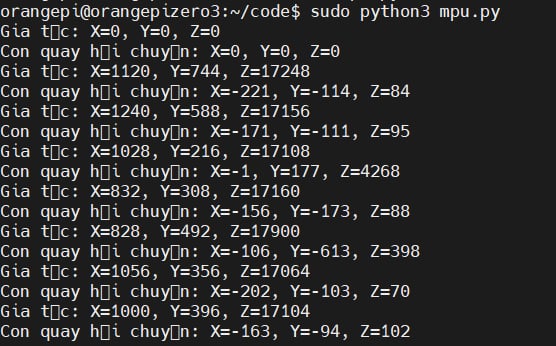 orangepi@orangepizero3:~/code$ sudo python3 mpu.py
Gia t▯c: X=0, Y=0, Z=0
Con quay h▯i chuy▯n: X=0, Y=0, Z=0
Gia t▯c: X=1120, Y=744, Z=17248
Con quay h▯i chuy▯n: X=-221, Y=-114, Z=84
Gia t▯c: X=1240, Y=588, Z=17156
Con quay h▯i chuy▯n: X=-171, Y=-111, Z=95
Gia t▯c: X=1028, Y=216, Z=17108
Con quay h▯i chuy▯n: X=-1, Y=177, Z=4268
Gia t▯c: X=832, Y=308, Z=17160
Con quay h▯i chuy▯n: X=-156, Y=-173, Z=88
Gia t▯c: X=828, Y=492, Z=17900
Con quay h▯i chuy▯n: X=-106, Y=-613, Z=398
Gia t▯c: X=1056, Y=356, Z=17064
Con quay h▯i chuy▯n: X=-202, Y=-103, Z=70
Gia t▯c: X=1000, Y=396, Z=17104
Con quay h▯i chuy▯n: X=-163, Y=-94, Z=102